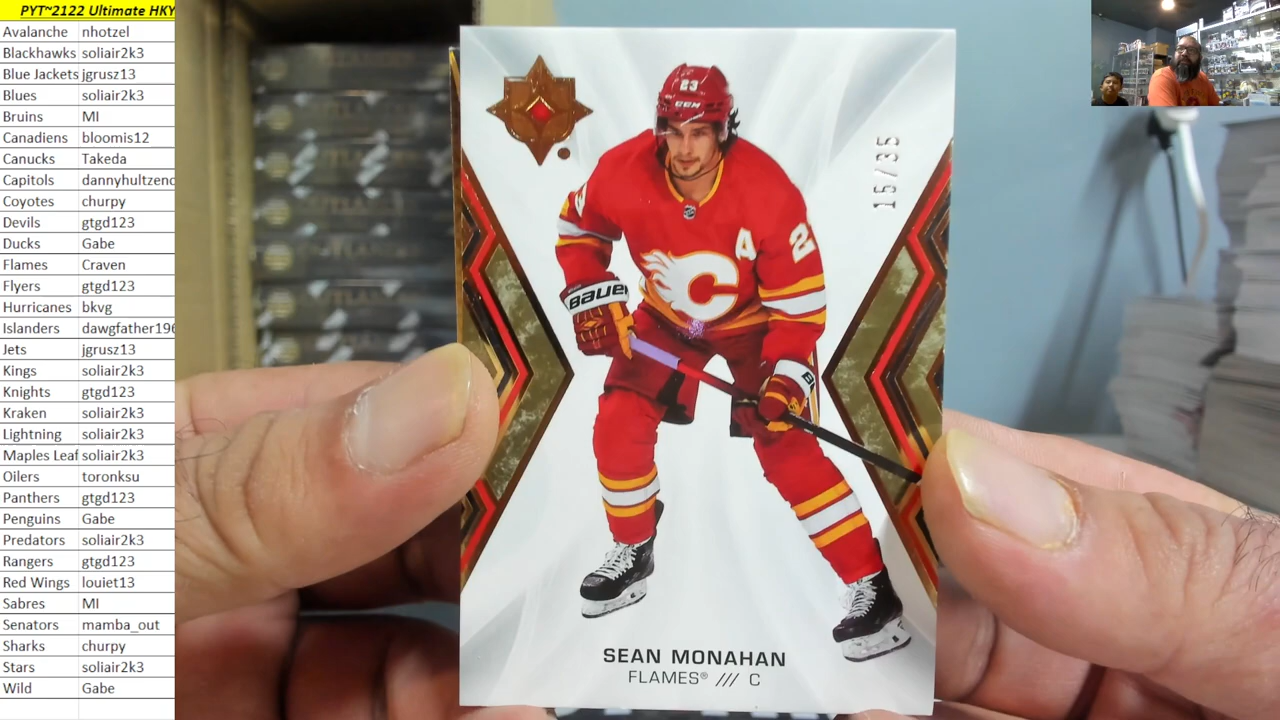 PYT~2122 Ultimate HKY
Avalanche nhotzel
Blackhawks soliair2k3
Blue Jackets jgrusz13
Blues soliair2k3
Bruins MI
Canadiens bloomis12
Canucks Takeda
Capitols dannyhultzenc
Coyotes churpy
Devils gtgd123
Ducks Gabe
Flames Craven
Flyers gtgd123
Hurricanes bkvg
Islanders dawgfather196
Jets jgrusz13
Kings soliair2k3
Knights gtgd123
Kraken soliair2k3
Lightning soliair2k3
Maples Leaf soliair2k3
Oilers toronksu
Panthers gtgd123
Penguins Gabe
Predators soliair2k3
Rangers gtgd123
Red Wings louiet13
Sabres MI
Senators mamba_out
Sharks churpy
Stars soliair2k3
Wild Gabe
23
CCM
15/35
A
2
C
BAUER
SEAN MONAHAN
FLAMES® /// C